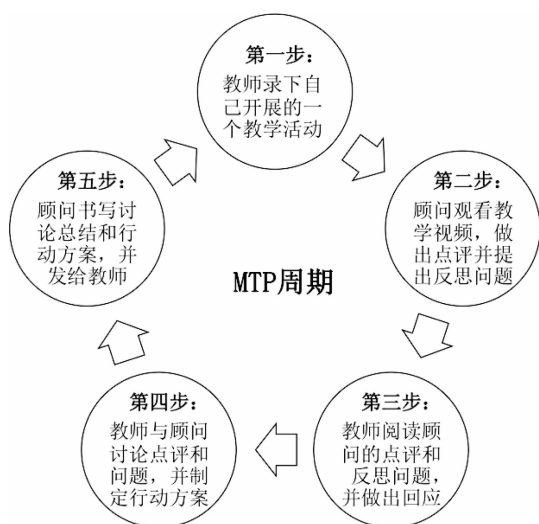 第一步：
教师录下自
己开展的一
个教学活动
第二步：
顾问观看教
学视频，做
出点评并提
出反思问题
第三步：
教师阅读顾
问的点评和
反思问题，
并做出回应
第四步：
教师与顾问
讨论点评和
问题，并制
定行动方案
第五步：
顾问书写讨
论总结和行
动方案，并
发给教师
MTP周期